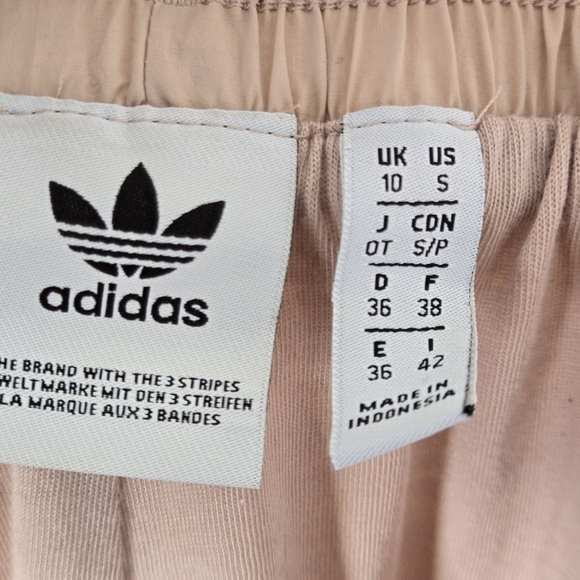 adidas
HE BRAND WITH THE 3 STRIPES
WELTMARKE MIT DEN 3 STREIFEN
LA MARQUE AUX 3 BANDES
UK US
10 S
J CDN
OT S/P
D F
36 38
E I
36 42
MADE IN
INDONESIA